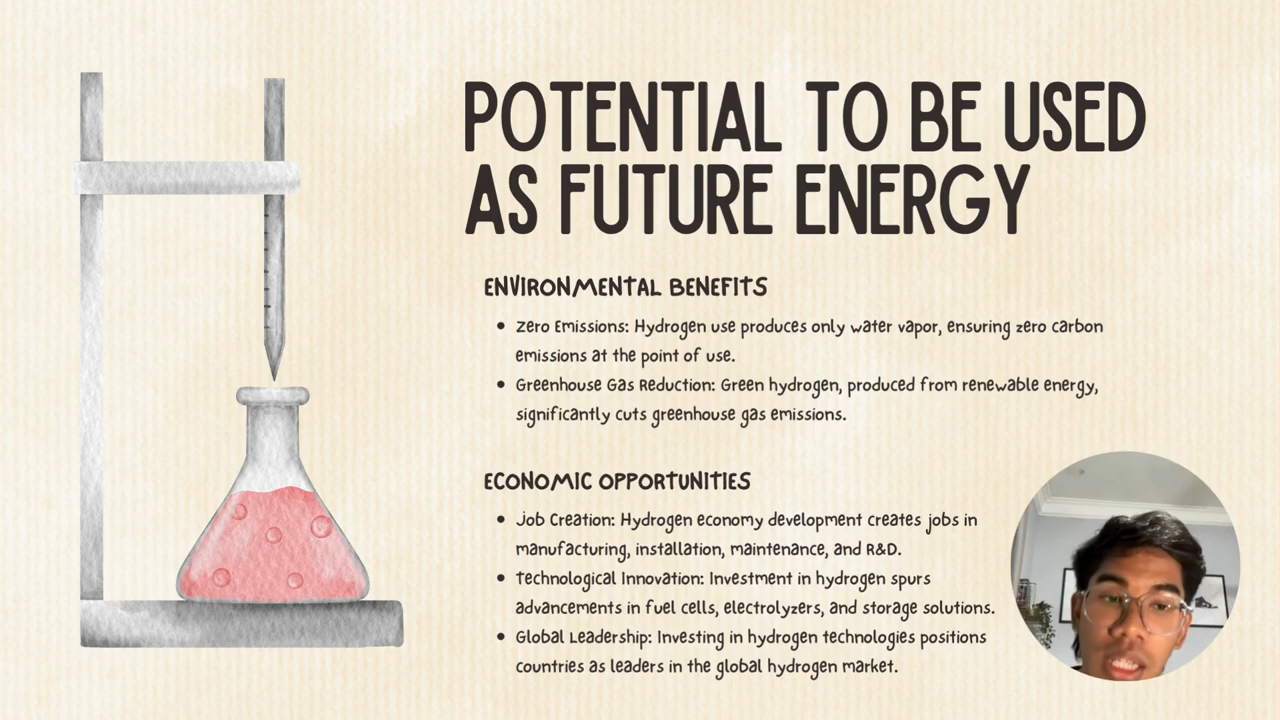 POTENTIAL TO BE USED
AS FUTURE ENERGY
ENVIRONMENTAL BENEFITS
• Zero Emissions: Hydrogen use produces only water vapor, ensuring zero carbon
emissions at the point of use.
• Greenhouse Gas Reduction: Green hydrogen, produced from renewable energy,
significantly cuts greenhouse gas emissions.
ECONOMIC OPPORTUNITIES
• Job Creation: Hydrogen economy development creates jobs in
manufacturing, installation, maintenance, and R&D.
• Technological Innovation: Investment in hydrogen spurs
advancements in fuel cells, electrolyzers, and storage solutions.
• Global Leadership: Investing in hydrogen technologies positions
countries as leaders in the global hydrogen market.